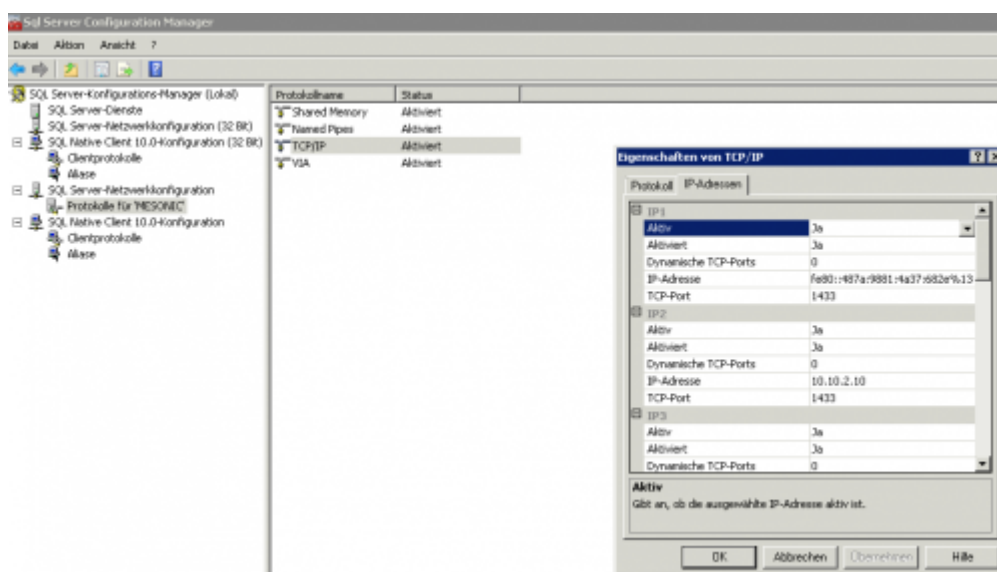 Sql Server Configuration Manager
Datei Aktion Ansicht ?
SQL Server-Konfigurations-Manager (Lokal)
SQL Server-Dienste
SQL Server-Netzwerkkonfiguration (32 Bit)
SQL Native Client 10.0-Konfiguration (32 Bit)
Clientprotokolle
Aliase
SQL Server-Netzwerkkonfiguration
Protokolle für 'MESONIC'
SQL Native Client 10.0-Konfiguration
Clientprotokolle
Aliase
Protokollname Status
Shared Memory Aktiviert
Named Pipes Aktiviert
TCP/IP Aktiviert
VIA Aktiviert
Eigenschaften von TCP/IP
Protokoll IP-Adressen
IP1
Aktiv Ja
Aktiviert Ja
Dynamische TCP-Ports 0
IP-Adresse fe80::487a:9881:4a37:682e%13
TCP-Port 1433
IP2
Aktiv Ja
Aktiviert Ja
Dynamische TCP-Ports 0
IP-Adresse 10.10.2.10
TCP-Port 1433
IP3
Aktiv Ja
Aktiviert Ja
Dynamische TCP-Ports 0
Aktiv
Gibt an, ob die ausgewählte IP-Adresse aktiv ist.
OK Abbrechen Übernehmen Hilfe